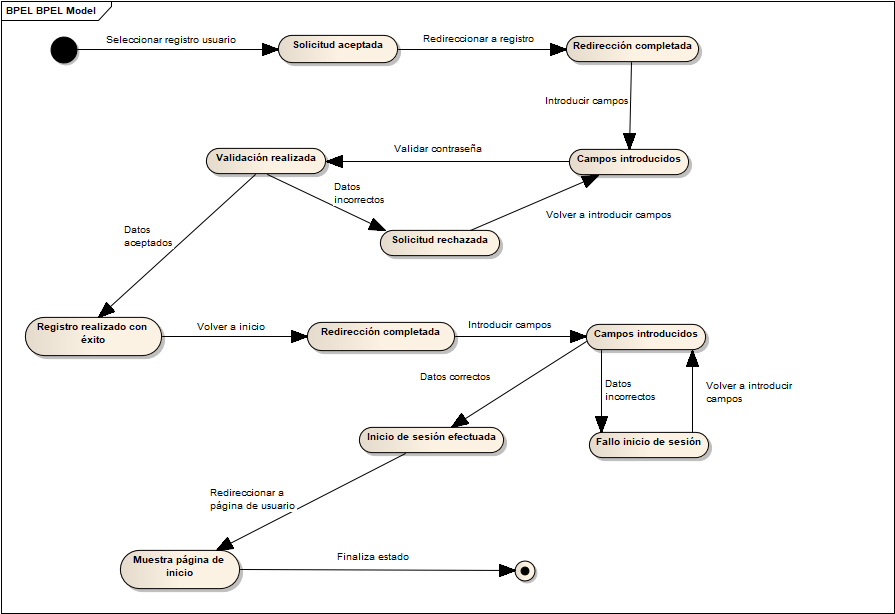 BPEL BPEL Model
Seleccionar registro usuario
Solicitud aceptada
Redireccionar a registro
Redirección completada
Introducir campos
Validación realizada
Validar contraseña
Campos introducidos
Datos
incorrectos
Volver a introducir campos
Datos
aceptados
Solicitud rechazada
Registro realizado con
éxito
Volver a inicio
Redirección completada
Introducir campos
Campos introducidos
Datos correctos
Datos
incorrectos
Volver a introducir
campos
Inicio de sesión efectuada
Fallo inicio de sesión
Redireccionar a
página de usuario
Muestra página de
inicio
Finaliza estado